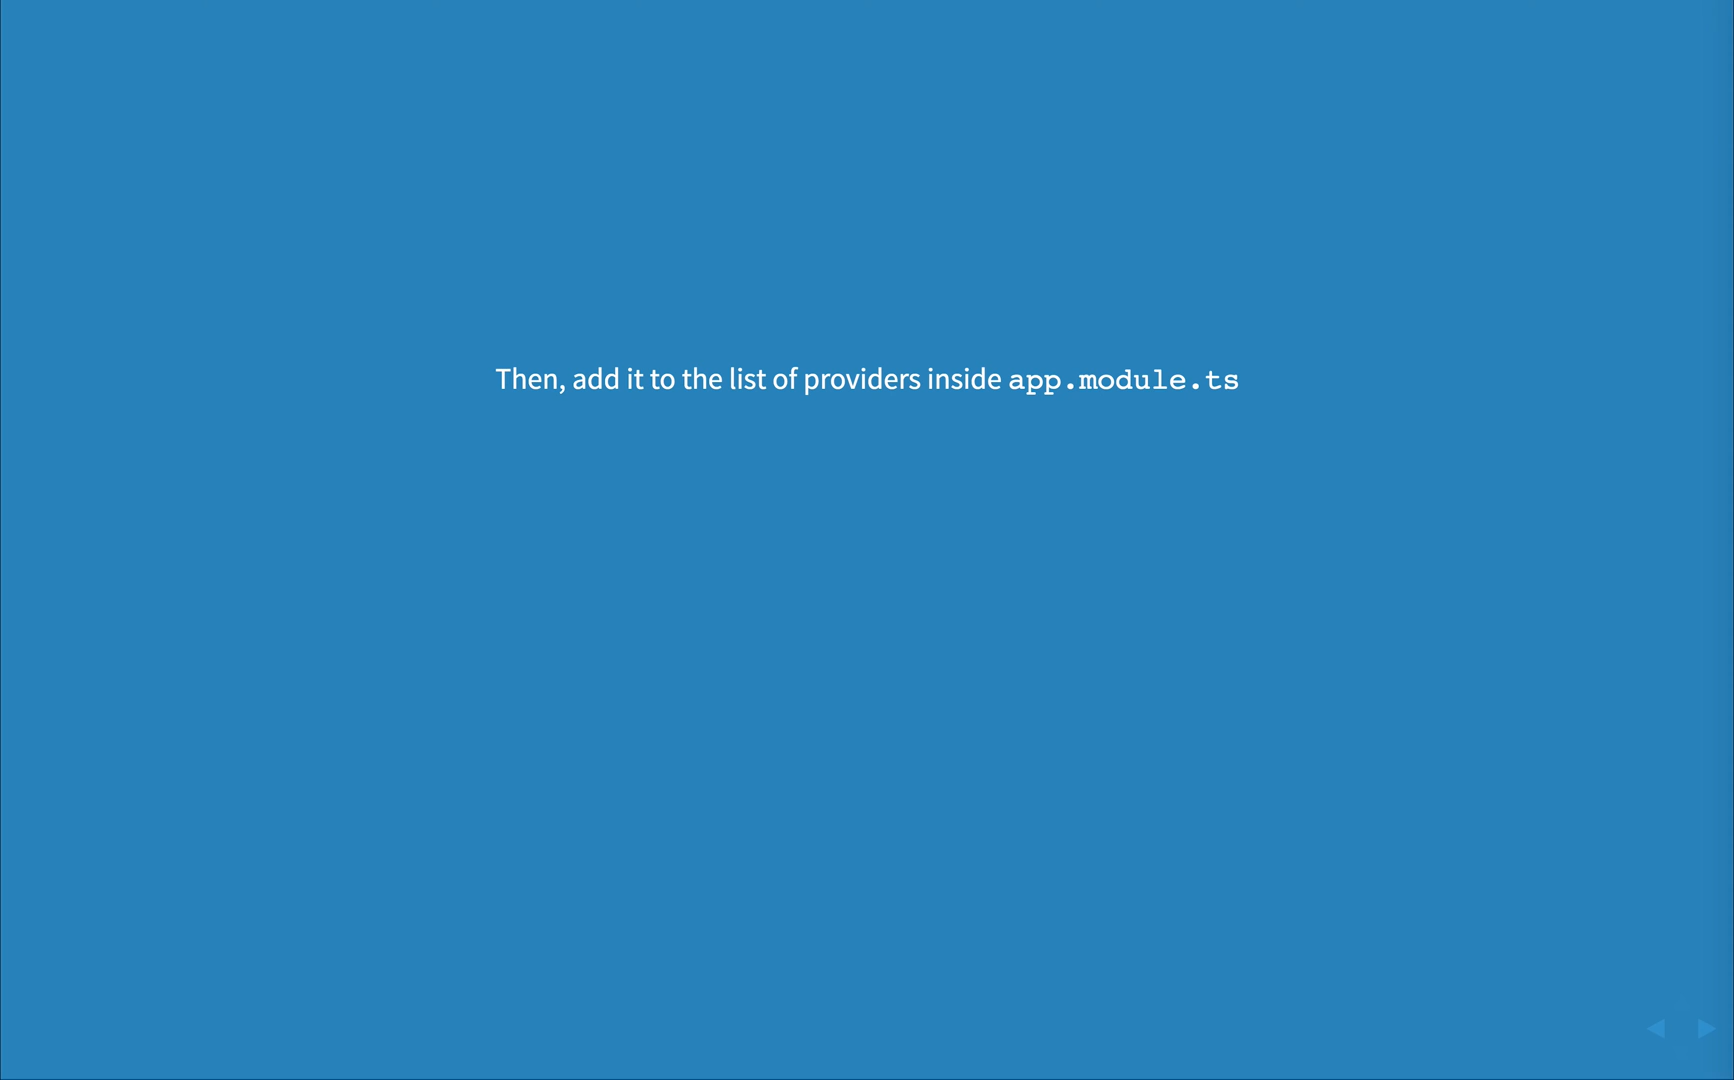 Then, add it to the list of providers inside app.module.ts